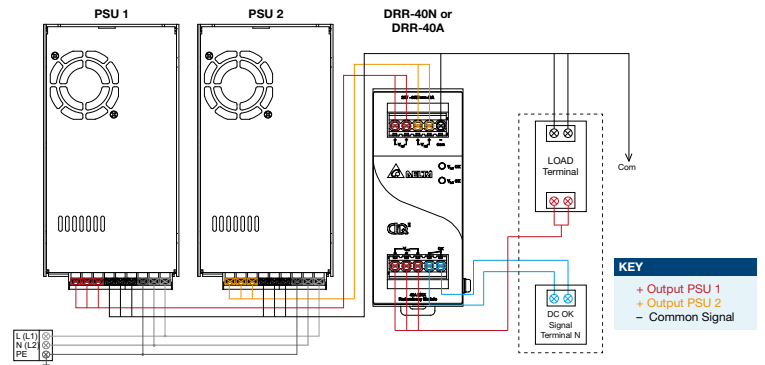 PSU 1
PSU 2
DRR-40N or
DRR-40A
LOAD
Terminal
Com
DC OK
Signal
Terminal N
KEY
+ Output PSU 1
+ Output PSU 2
– Common Signal
L (L1)
N (L2)
PE